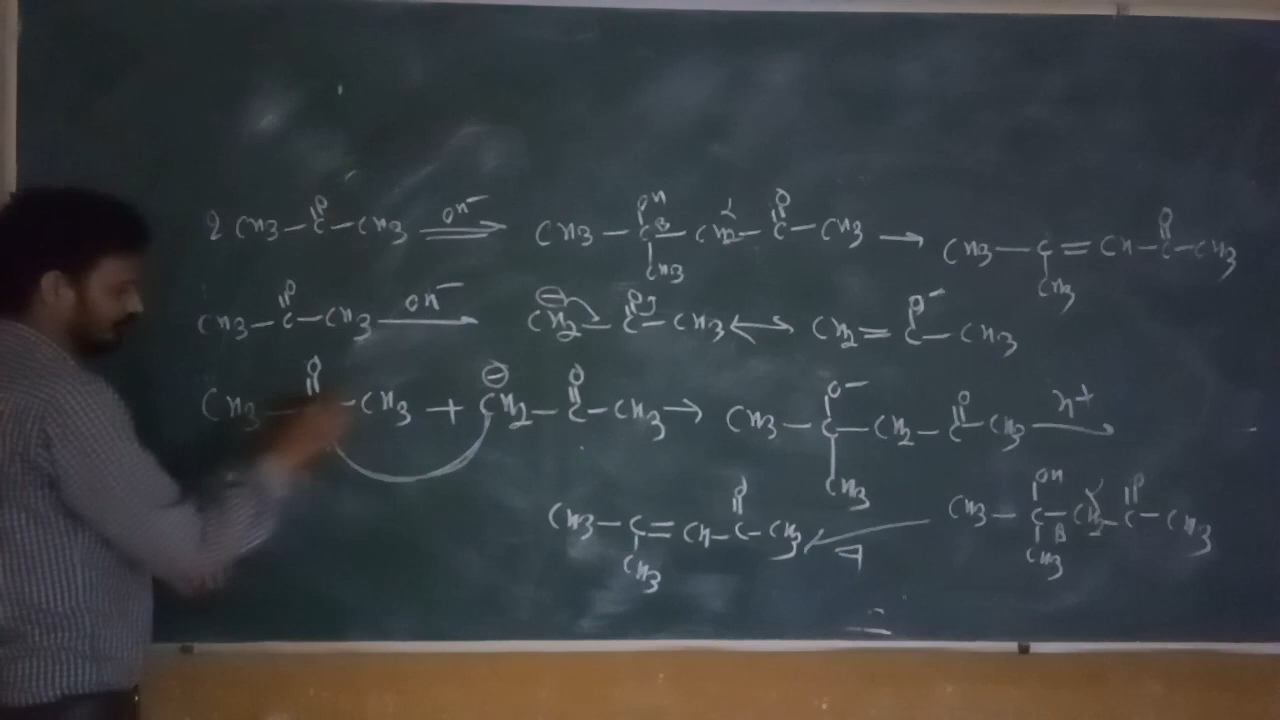 2 CH3—C(=O)—CH3 OH⁻ ⟶ CH3—C(OH)(CH3) β—CH2 α—C(=O)—CH3 ⟶ CH3—C(CH3)=CH—C(=O)—CH3
CH3—C(=O)—CH3 OH⁻ ⟶ ⊖CH2—C(=O)—CH3 ⟷ CH2=C(O⁻)—CH3
CH3—C(=O)—CH3 + ⊖CH2—C(=O)—CH3 ⟶ CH3—C(O⁻)(CH3)—CH2—C(=O)—CH3 H⁺ ⟶
CH3—C(CH3)=CH—C(=O)—CH3 ⟵ Δ CH3—C(OH)(CH3) β—CH2 α—C(=O)—CH3